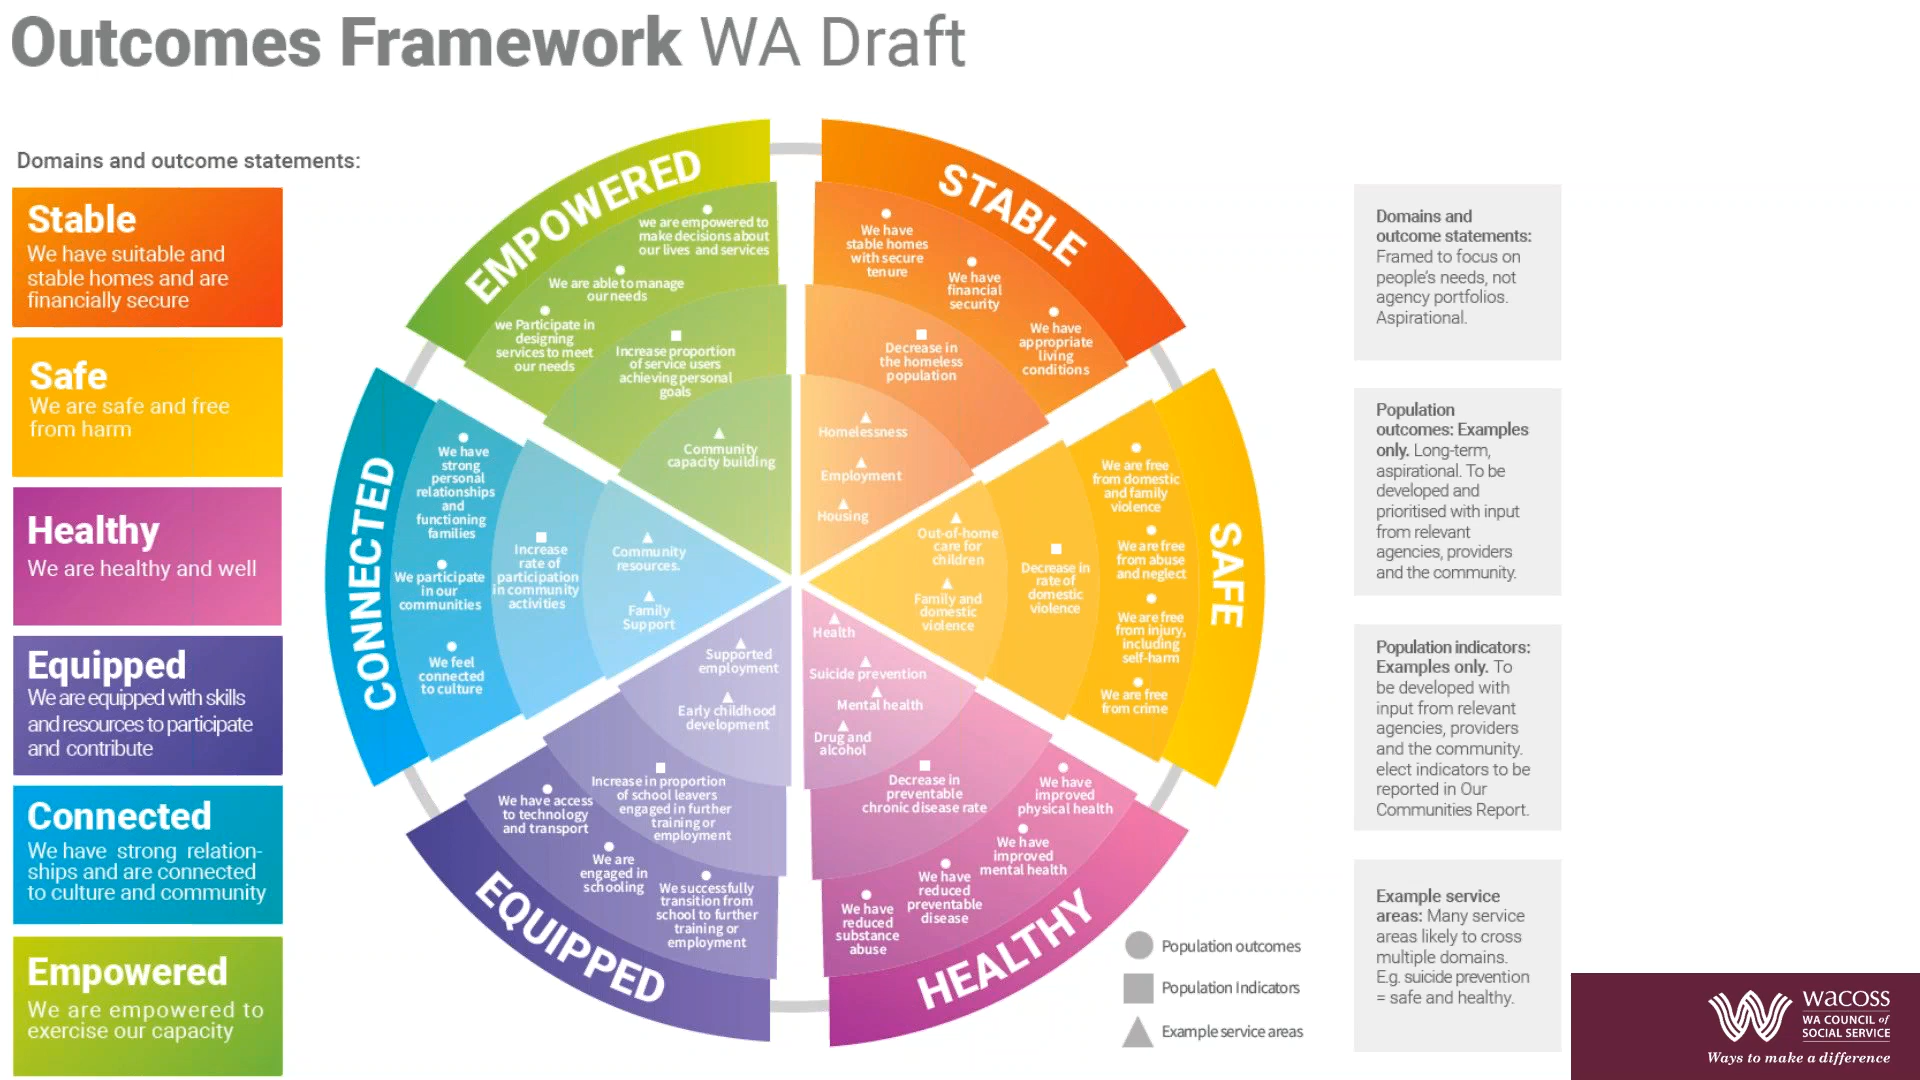 Outcomes Framework WA Draft
Domains and outcome statements:
Stable
We have suitable and
stable homes and are
financially secure
Safe
We are safe and free
from harm
Healthy
We are healthy and well
Equipped
We are equipped with skills
and resources to participate
and contribute
Connected
We have strong relation-
ships and are connected
to culture and community
Empowered
We are empowered to
exercise our capacity
EMPOWERED
we are empowered to
make decisions about
our lives and services
We are able to manage
our needs
we Participate in
designing
services to meet
our needs
Increase proportion
of service users
achieving personal
goals
Community
capacity building
STABLE
We have
stable homes
with secure
tenure
We have
financial
security
We have
appropriate
living
conditions
Decrease in
the homeless
population
Homelessness
Employment
Housing
SAFE
We are free
from domestic
and family
violence
We are free
from abuse
and neglect
We are free
from injury,
including
self-harm
We are free
from crime
Decrease in
rate of
domestic
violence
Out-of-home
care for
children
Family and
domestic
violence
HEALTHY
Health
Suicide prevention
Mental health
Drug and
alcohol
Decrease in
preventable
chronic disease rate
We have
improved
physical health
We have
improved
mental health
We have
reduced
preventable
disease
We have
reduced
substance
abuse
EQUIPPED
Supported
employment
Early childhood
development
Increase in proportion
of school leavers
engaged in further
training or
employment
We have access
to technology
and transport
We are
engaged in
schooling
We successfully
transition from
school to further
training or
employment
CONNECTED
We have
strong
personal
relationships
and
functioning
families
We participate
in our
communities
We feel
connected
to culture
Increase
rate of
participation
in community
activities
Community
resources.
Family
Support
Population outcomes
Population Indicators
Example service areas
Domains and
outcome statements:
Framed to focus on
people's needs, not
agency portfolios.
Aspirational.
Population
outcomes: Examples
only. Long-term,
aspirational. To be
developed and
prioritised with input
from relevant
agencies, providers
and the community.
Population indicators:
Examples only. To
be developed with
input from relevant
agencies, providers
and the community.
elect indicators to be
reported in Our
Communities Report.
Example service
areas: Many service
areas likely to cross
multiple domains.
E.g. suicide prevention
= safe and healthy.
wacoss
WA COUNCIL of
SOCIAL SERVICE
Ways to make a difference